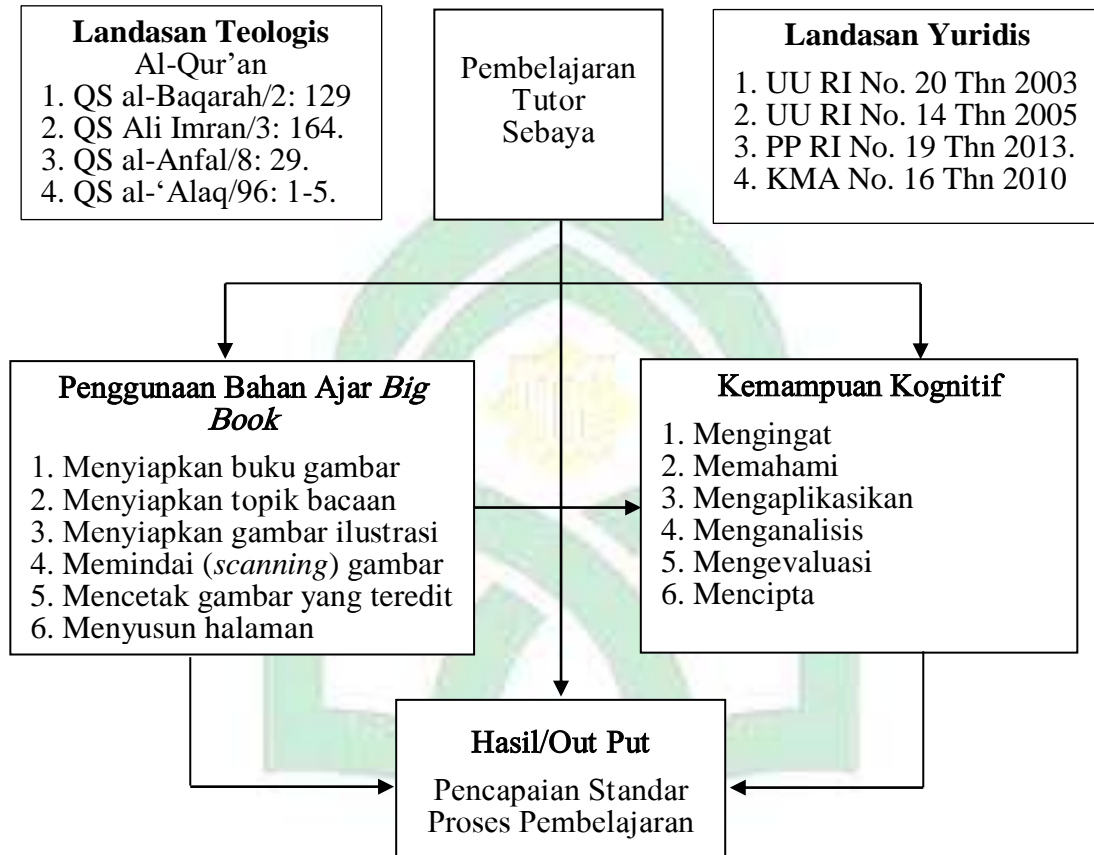 Landasan Teologis
Al-Qur’an
1. QS al-Baqarah/2: 129
2. QS Ali Imran/3: 164.
3. QS al-Anfal/8: 29.
4. QS al-‘Alaq/96: 1-5.
Pembelajaran
Tutor
Sebaya
Landasan Yuridis
1. UU RI No. 20 Thn 2003
2. UU RI No. 14 Thn 2005
3. PP RI No. 19 Thn 2013.
4. KMA No. 16 Thn 2010
Penggunaan Bahan Ajar Big
Book
1. Menyiapkan buku gambar
2. Menyiapkan topik bacaan
3. Menyiapkan gambar ilustrasi
4. Memindai (scanning) gambar
5. Mencetak gambar yang teredit
6. Menyusun halaman
Kemampuan Kognitif
1. Mengingat
2. Memahami
3. Mengaplikasikan
4. Menganalisis
5. Mengevaluasi
6. Mencipta
Hasil/Out Put
Pencapaian Standar
Proses Pembelajaran